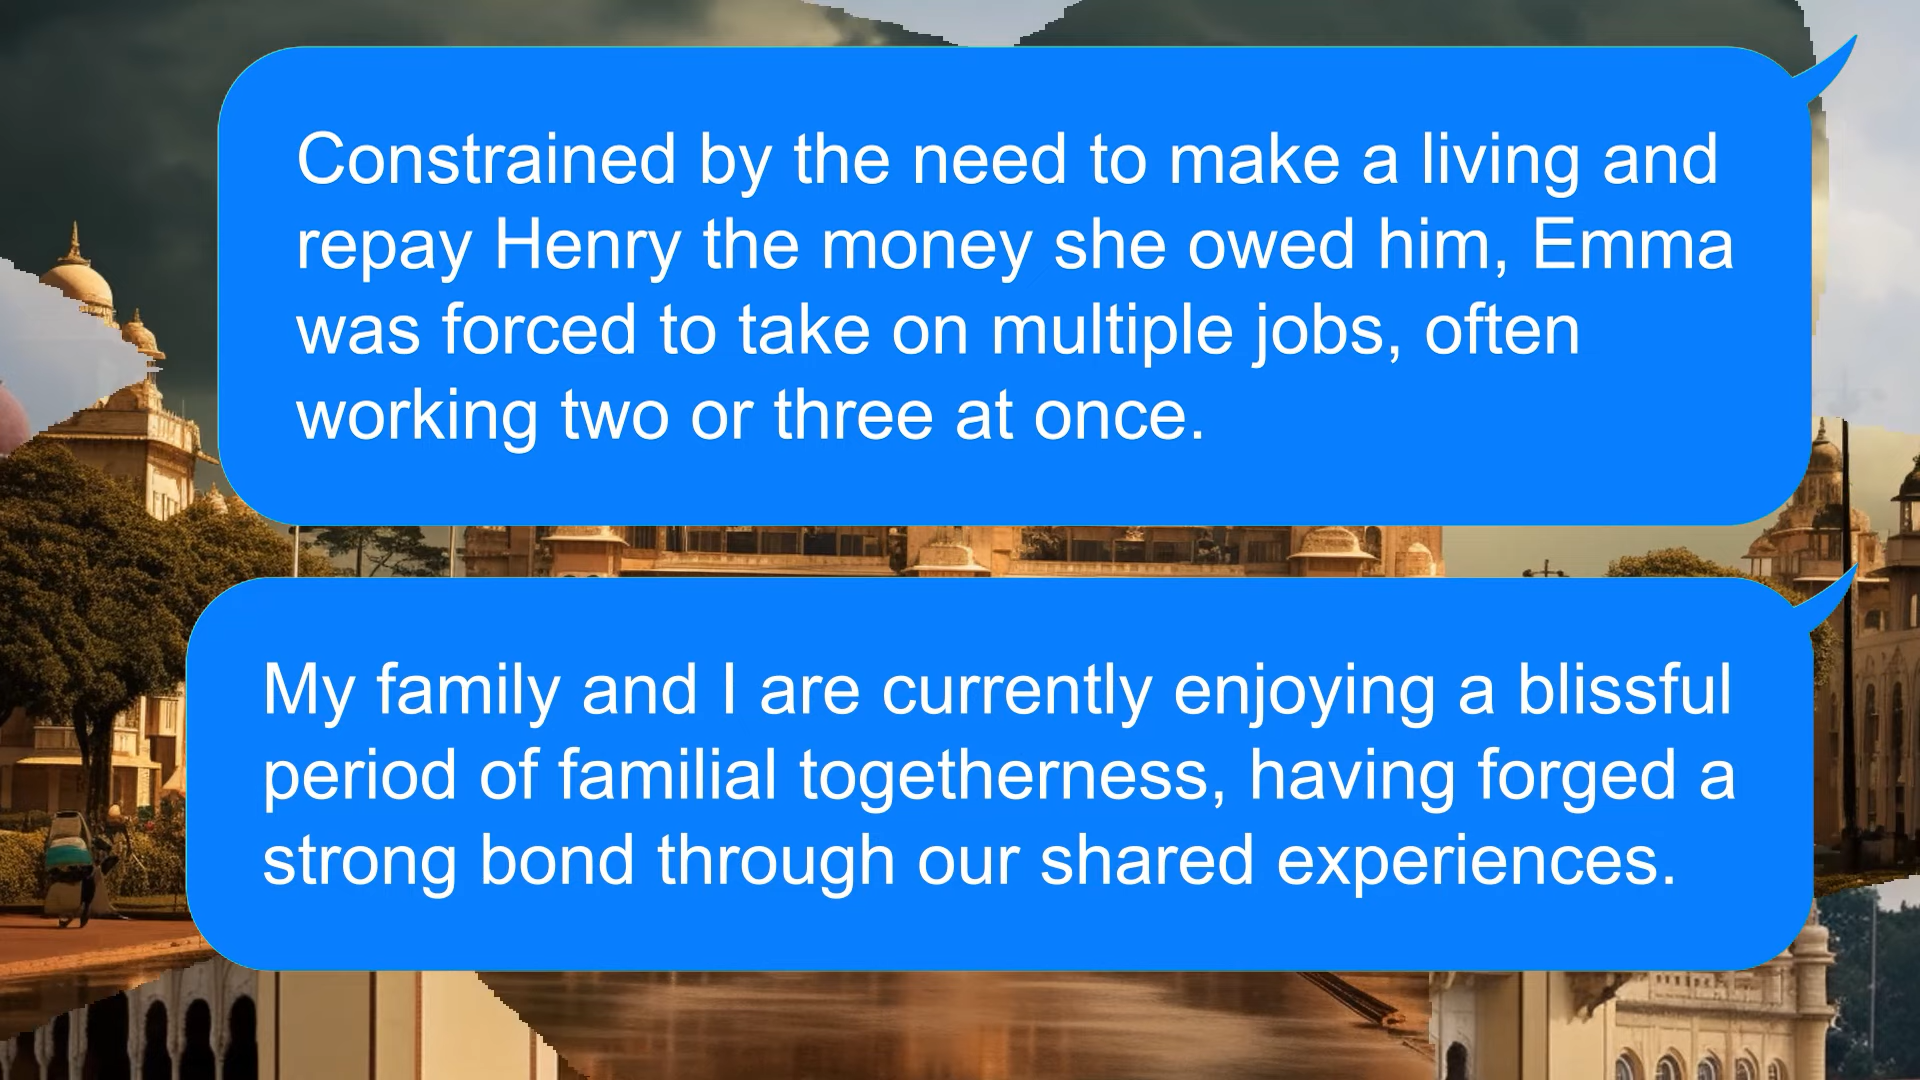 Constrained by the need to make a living and
repay Henry the money she owed him, Emma
was forced to take on multiple jobs, often
working two or three at once.
My family and I are currently enjoying a blissful
period of familial togetherness, having forged a
strong bond through our shared experiences.